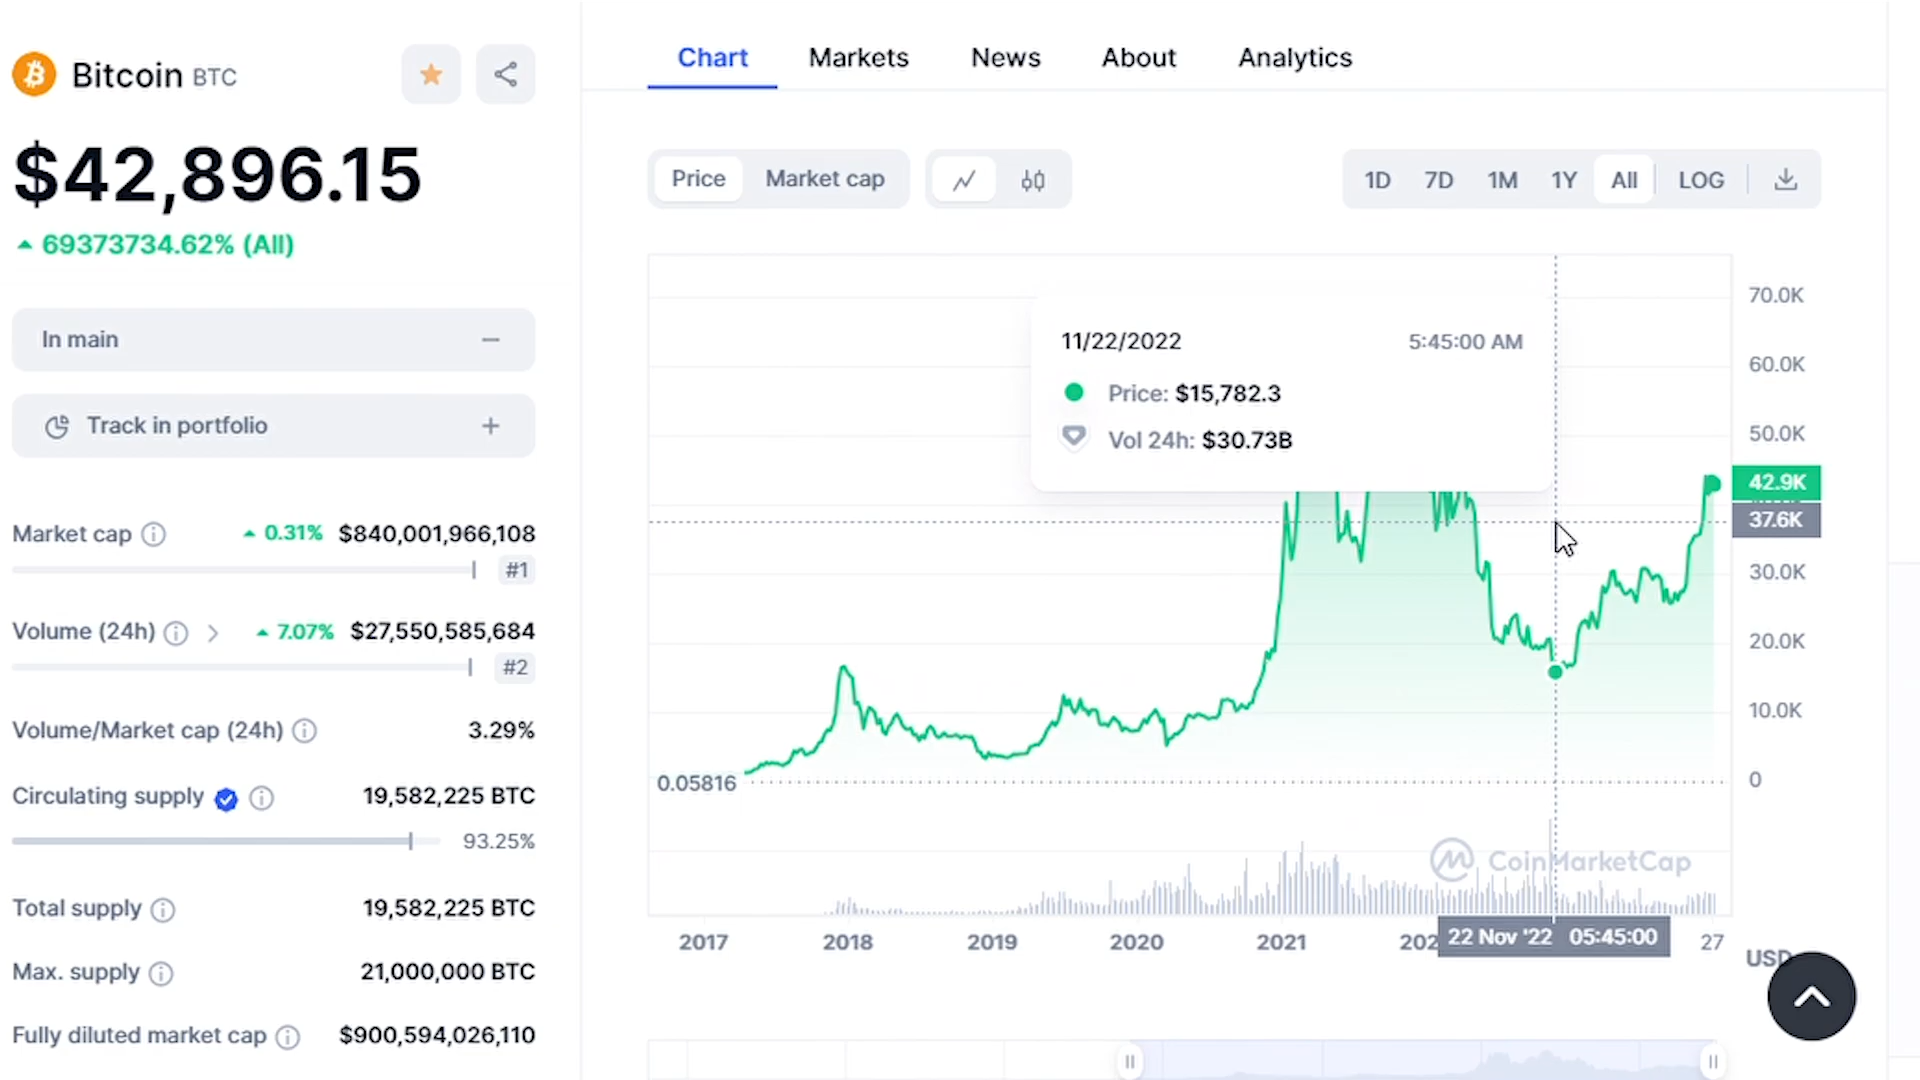 Bitcoin BTC
$42,896.15
69373734.62% (All)
In main
Track in portfolio
Market cap 0.31% $840,001,966,108
#1
Volume (24h) 7.07% $27,550,585,684
#2
Volume/Market cap (24h) 3.29%
Circulating supply 19,582,225 BTC
93.25%
Total supply 19,582,225 BTC
Max. supply 21,000,000 BTC
Fully diluted market cap $900,594,026,110
Chart Markets News About Analytics
Price Market cap 1D 7D 1M 1Y All LOG
70.0K
11/22/2022 5:45:00 AM
60.0K
Price: $15,782.3
Vol 24h: $30.73B
50.0K
42.9K
37.6K
30.0K
20.0K
10.0K
0.05816 0
CoinMarketCap
2017 2018 2019 2020 2021 22 Nov '22 05:45:00 27
USD